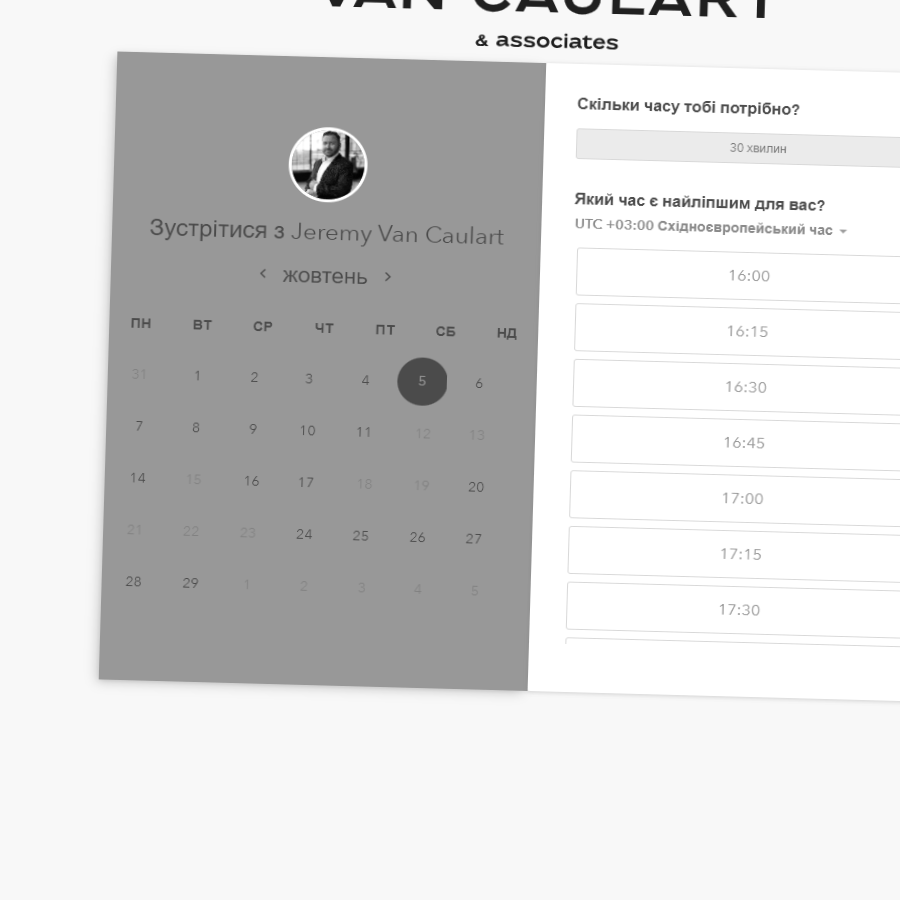 VAN CAULART
& associates
Зустрітися з Jeremy Van Caulart
жовтень
ПН ВТ СР ЧТ ПТ СБ НД
31 1 2 3 4 5 6
7 8 9 10 11 12 13
14 15 16 17 18 19 20
21 22 23 24 25 26 27
28 29 1 2 3 4 5
Скільки часу тобі потрібно?
30 хвилин
Який час є найліпшим для вас?
UTC +03:00 Східноєвропейський час
16:00
16:15
16:30
16:45
17:00
17:15
17:30